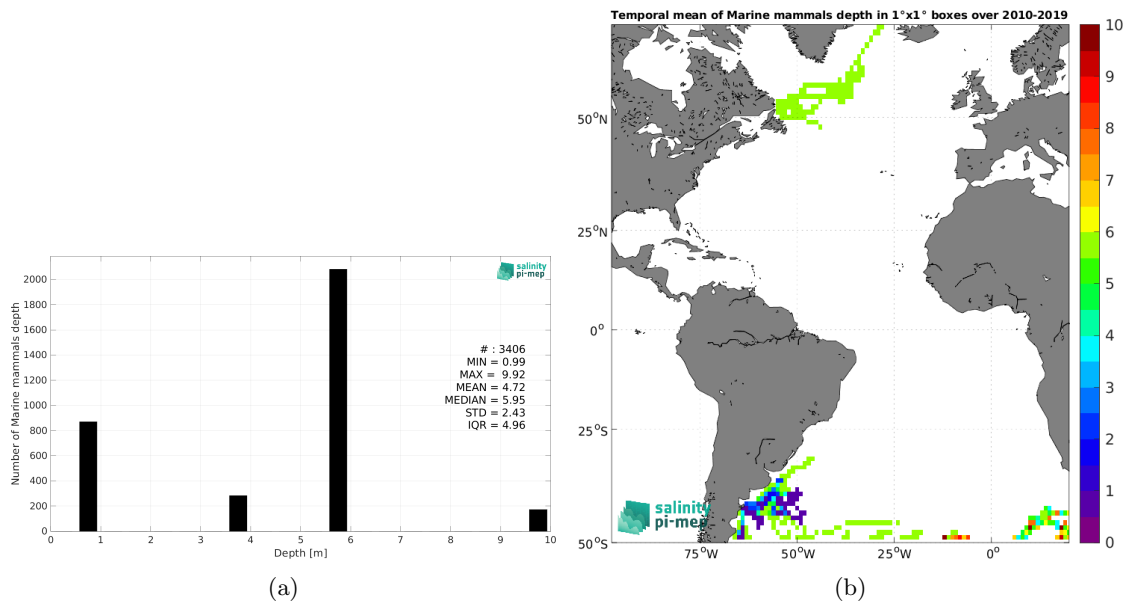 Temporal mean of Marine mammals depth in 1°x1° boxes over 2010-2019
salinity
pi-mep
Number of Marine mammals depth
2000
1800
1600
1400
1200
1000
800
600
400
200
0
# : 3406
MIN = 0.99
MAX = 9.92
MEAN = 4.72
MEDIAN = 5.95
STD = 2.43
IQR = 4.96
0 1 2 3 4 5 6 7 8 9 10
Depth [m]
(a)
50°N
25°N
0°
25°S
50°S
salinity
pi-mep
75°W 50°W 25°W 0°
10
9
8
7
6
5
4
3
2
1
0
(b)